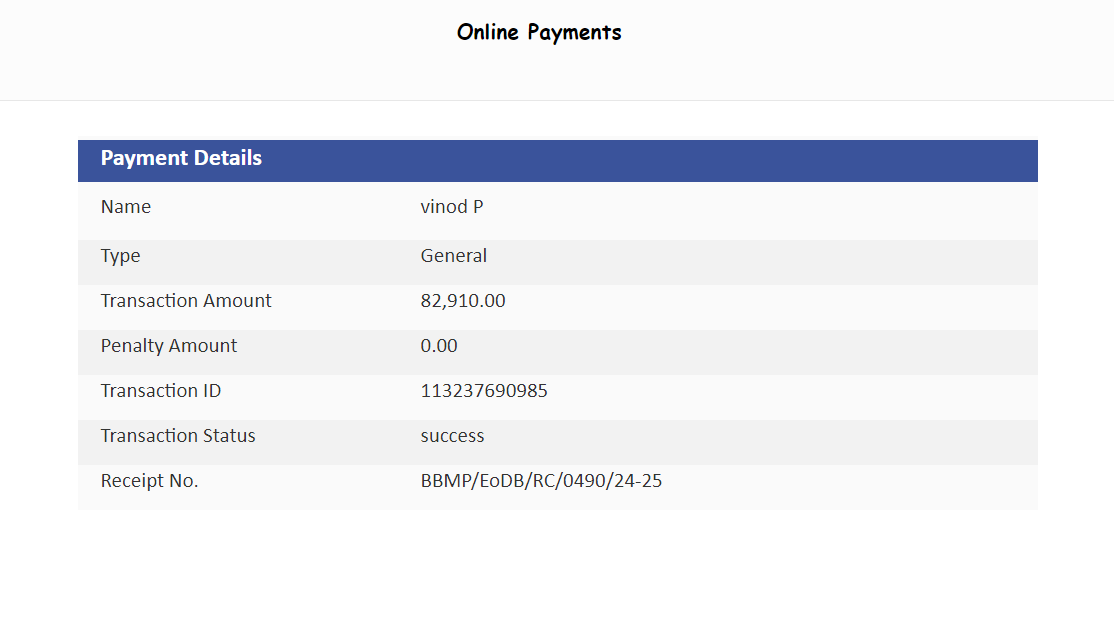 Online Payments
Payment Details
Name vinod P
Type General
Transaction Amount 82,910.00
Penalty Amount 0.00
Transaction ID 113237690985
Transaction Status success
Receipt No. BBMP/EoDB/RC/0490/24-25